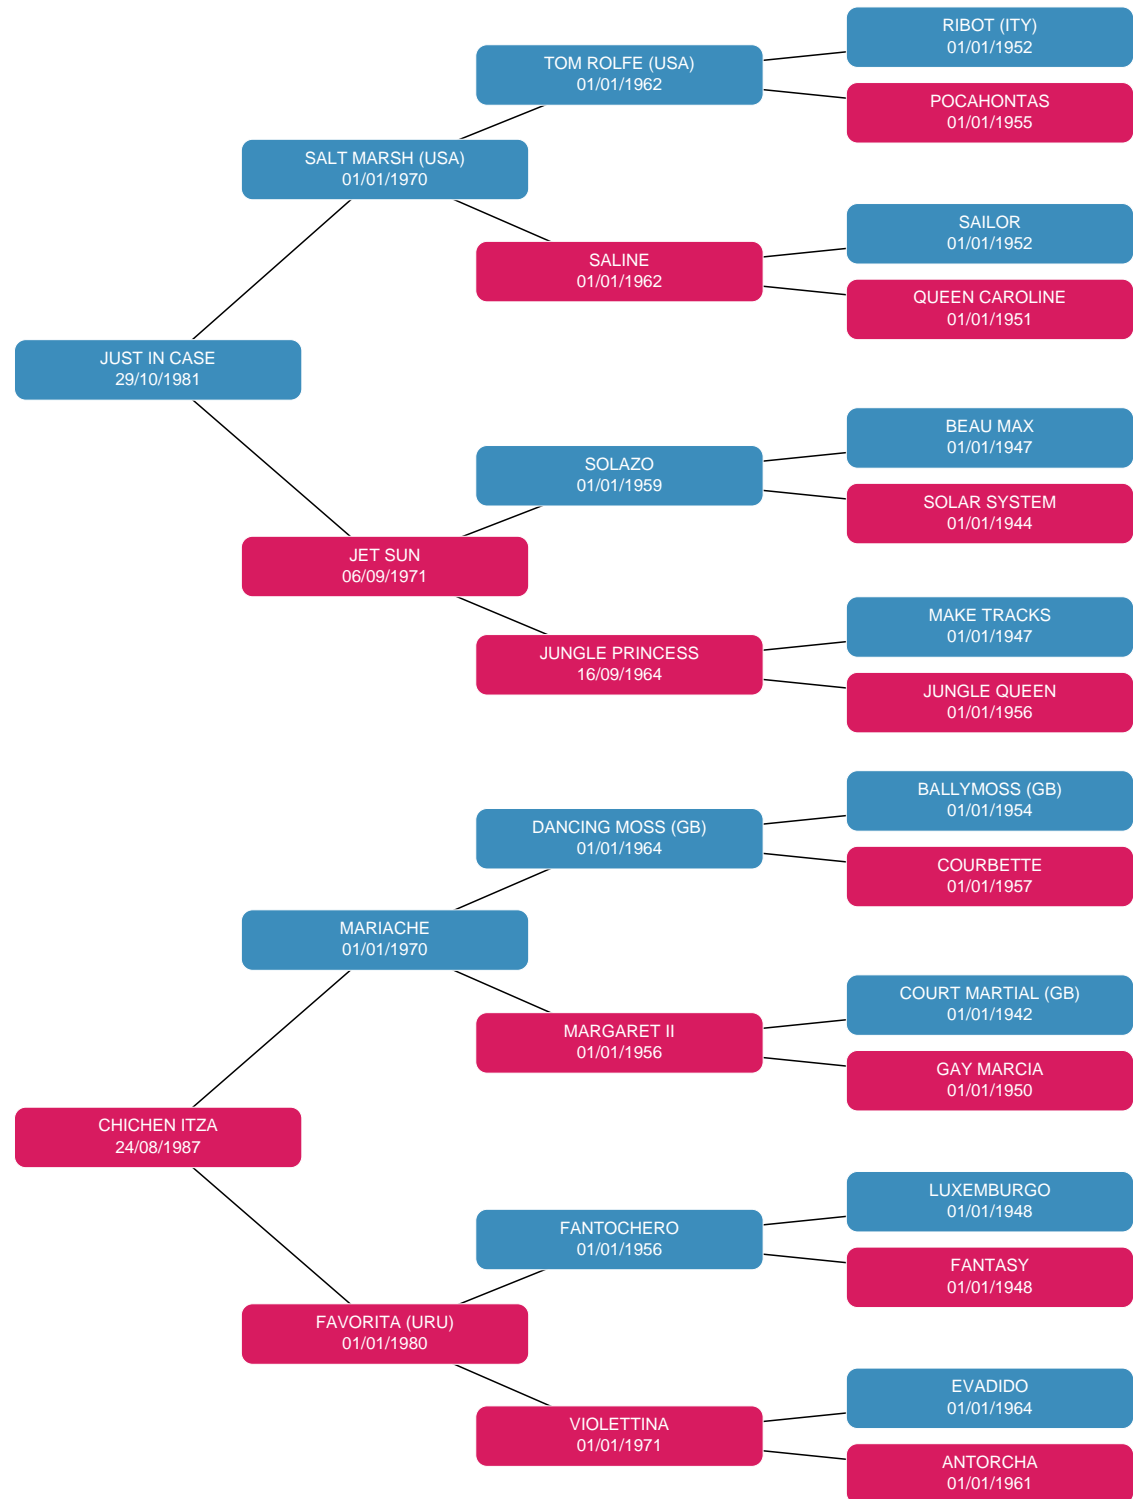 RIBOT (ITY)
01/01/1952
TOM ROLFE (USA)
01/01/1962
POCAHONTAS
01/01/1955
SALT MARSH (USA)
01/01/1970
SAILOR
01/01/1952
SALINE
01/01/1962
QUEEN CAROLINE
01/01/1951
JUST IN CASE
29/10/1981
BEAU MAX
01/01/1947
SOLAZO
01/01/1959
SOLAR SYSTEM
01/01/1944
JET SUN
06/09/1971
MAKE TRACKS
01/01/1947
JUNGLE PRINCESS
16/09/1964
JUNGLE QUEEN
01/01/1956
BALLYMOSS (GB)
01/01/1954
DANCING MOSS (GB)
01/01/1964
COURBETTE
01/01/1957
MARIACHE
01/01/1970
COURT MARTIAL (GB)
01/01/1942
MARGARET II
01/01/1956
GAY MARCIA
01/01/1950
CHICHEN ITZA
24/08/1987
LUXEMBURGO
01/01/1948
FANTOCHERO
01/01/1956
FANTASY
01/01/1948
FAVORITA (URU)
01/01/1980
EVADIDO
01/01/1964
VIOLETTINA
01/01/1971
ANTORCHA
01/01/1961